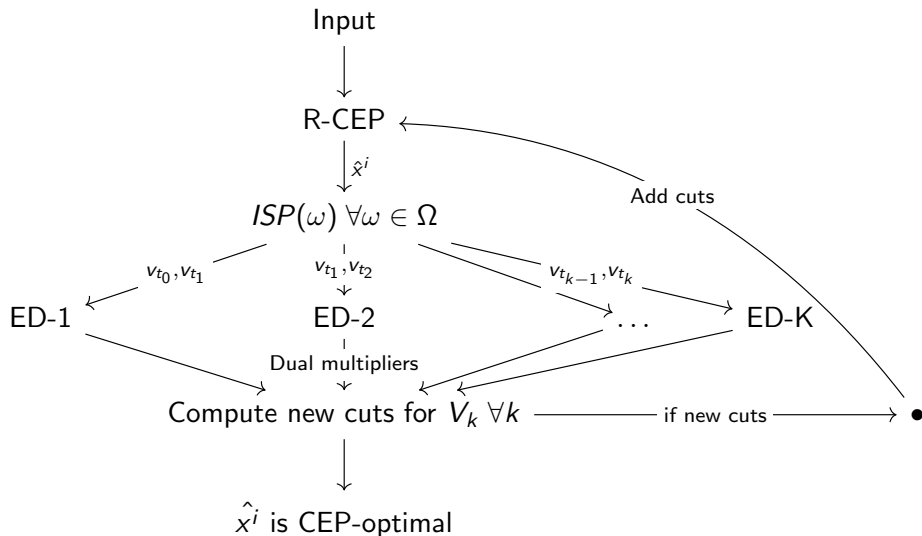 Input
R-CEP
x̂ⁱ
Add cuts
ISP(ω) ∀ω ∈ Ω
v_{t_0}, v_{t_1}
v_{t_1}, v_{t_2}
v_{t_{k−1}}, v_{t_k}
ED-1
ED-2
...
ED-K
Dual multipliers
Compute new cuts for V_k ∀k
if new cuts
x̂ⁱ is CEP-optimal